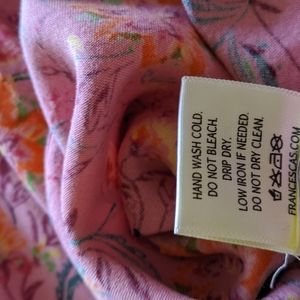 HAND WASH COLD.
DO NOT BLEACH.
DRIP DRY.
LOW IRON IF NEEDED.
DO NOT DRY CLEAN.
FRANCESCAS.COM